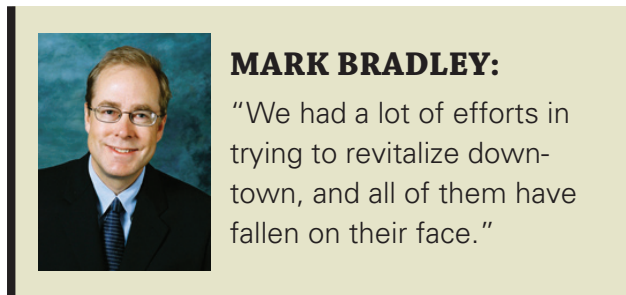 MARK BRADLEY:
“We had a lot of efforts in
trying to revitalize down-
town, and all of them have
fallen on their face.”